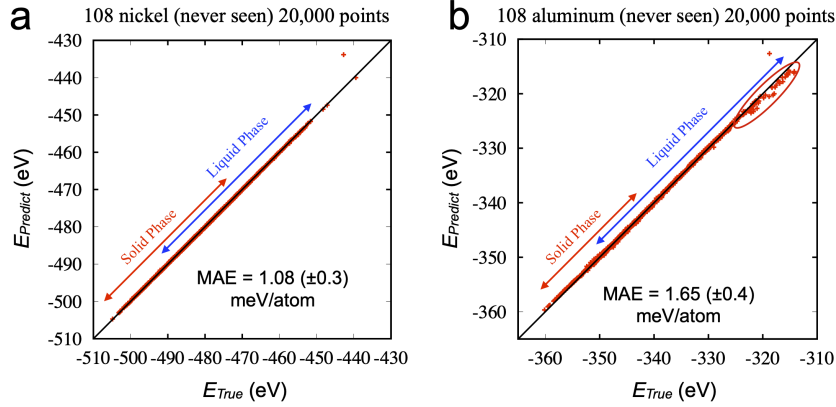 a
108 nickel (never seen) 20,000 points
-430
-440
-450
-460
-470
-480
-490
-500
-510
E_Predict (eV)
Liquid Phase
Solid Phase
MAE = 1.08 (±0.3)
meV/atom
-510 -500 -490 -480 -470 -460 -450 -440 -430
E_True (eV)
b
108 aluminum (never seen) 20,000 points
-310
-320
-330
-340
-350
-360
E_Predict (eV)
Liquid Phase
Solid Phase
MAE = 1.65 (±0.4)
meV/atom
-360 -350 -340 -330 -320 -310
E_True (eV)